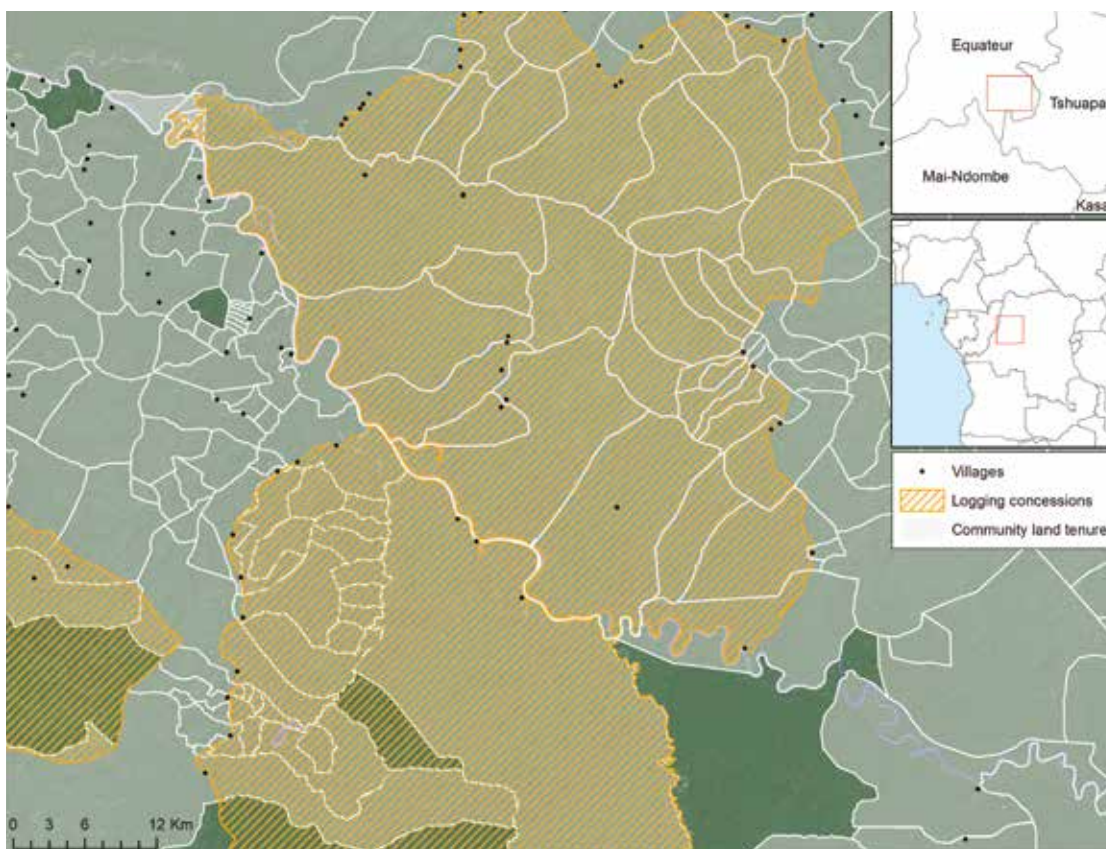 Equateur
Tshuapa
Mai-Ndombe
Kasa
Villages
Logging concessions
Community land tenure
0 3 6 12 Km